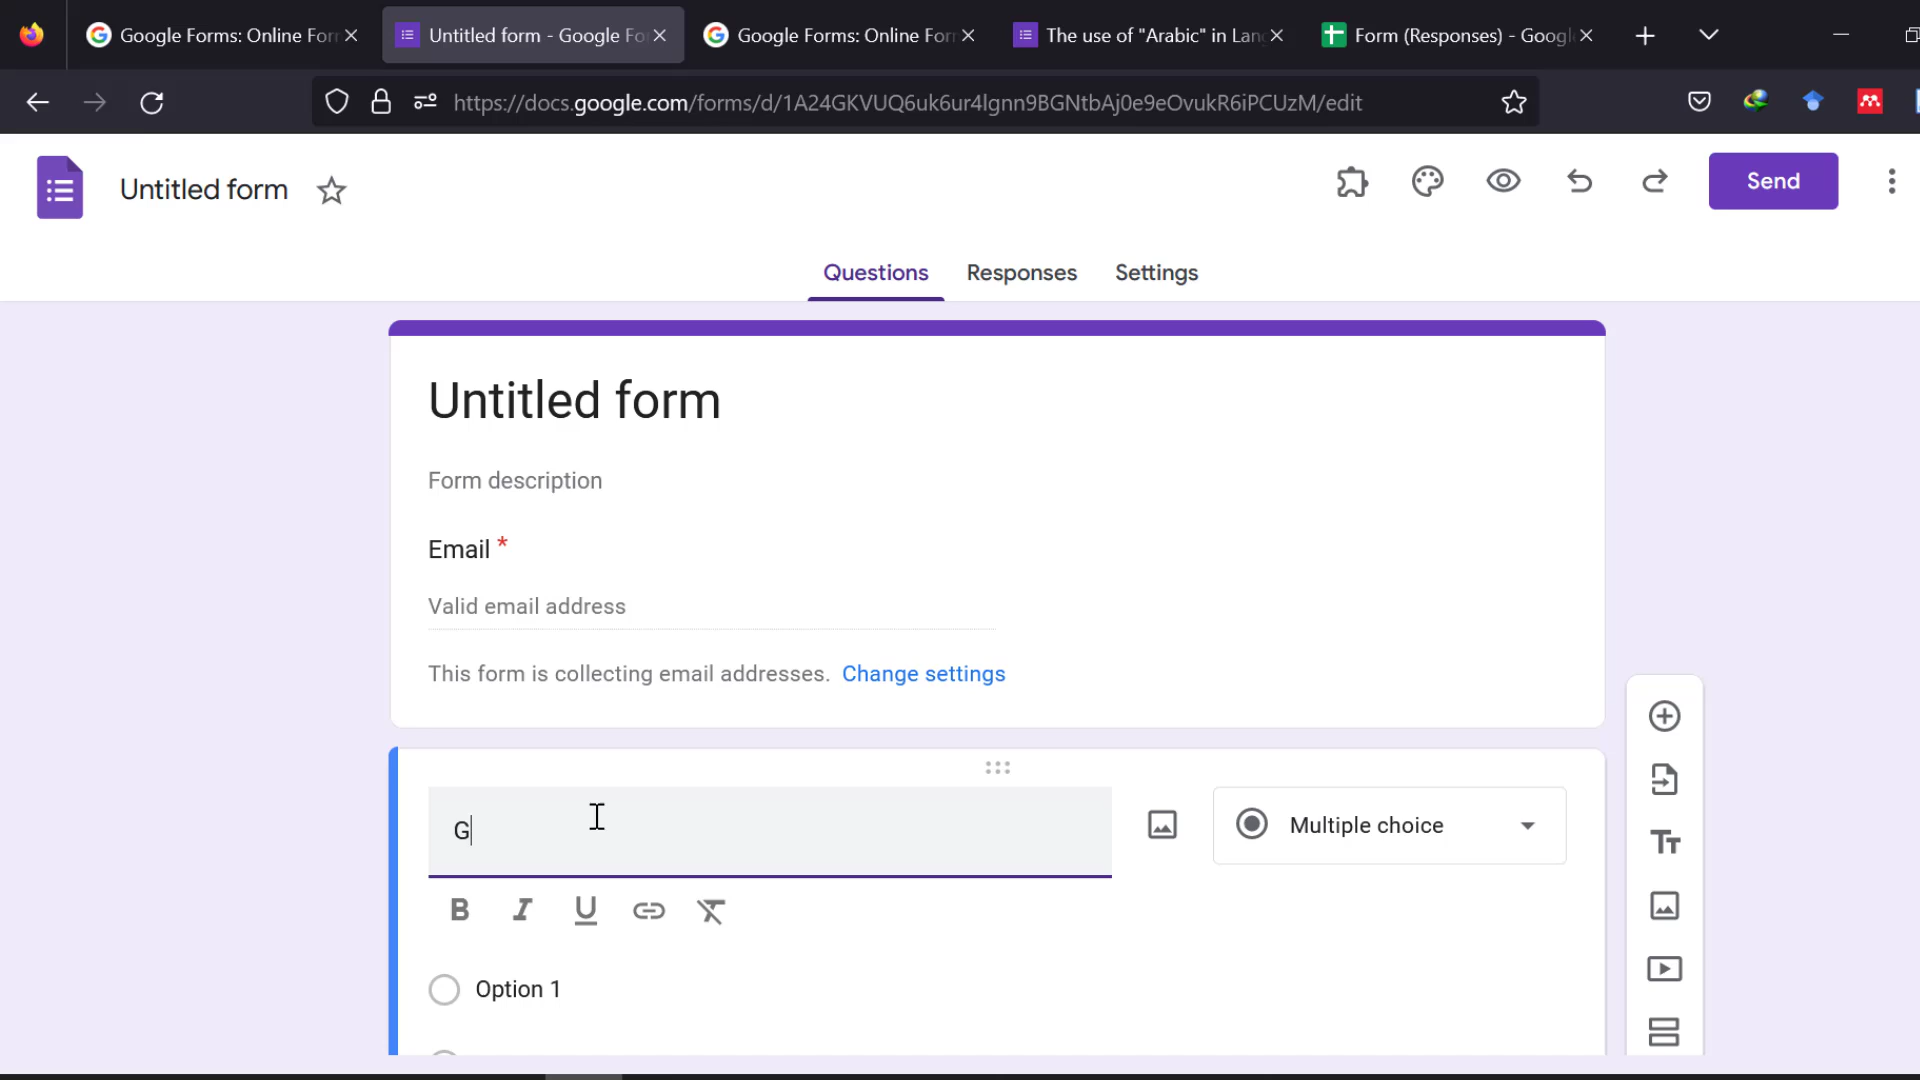 Google Forms: Online For
Untitled form - Google Fo
Google Forms: Online For
The use of "Arabic" in Lan
Form (Responses) - Googl
https://docs.google.com/forms/d/1A24GKVUQ6uk6ur4lgnn9BGNtbAj0e9eOvukR6iPCUzM/edit
Untitled form
Send
Questions Responses Settings
Untitled form
Form description
Email *
Valid email address
This form is collecting email addresses. Change settings
G
Multiple choice
B I U
Option 1